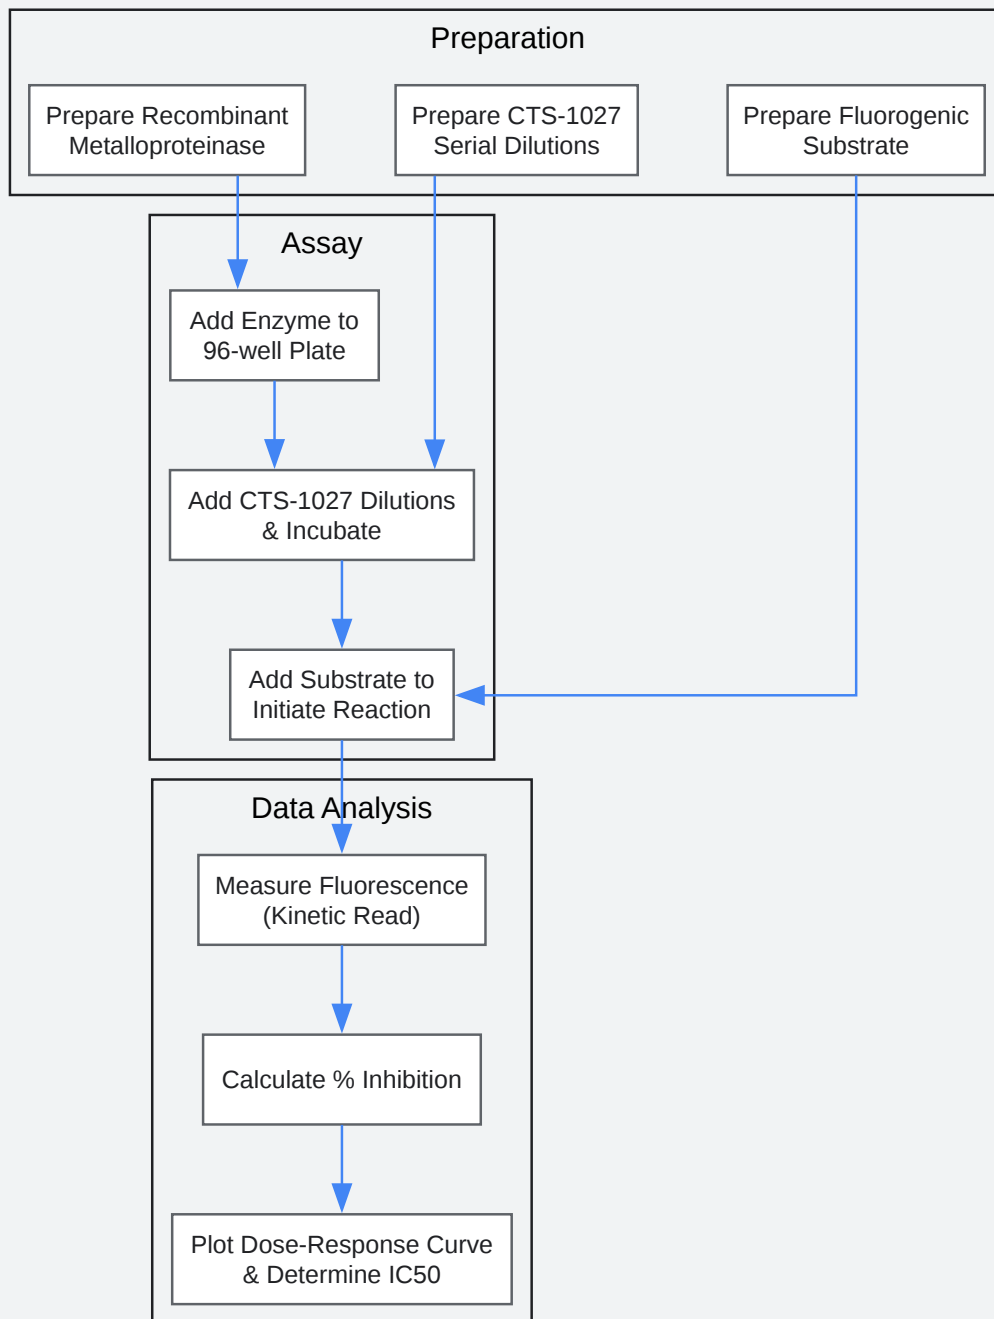 Preparation
Prepare Recombinant
Metalloproteinase
Prepare CTS-1027
Serial Dilutions
Prepare Fluorogenic
Substrate
Assay
Add Enzyme to
96-well Plate
Add CTS-1027 Dilutions
& Incubate
Add Substrate to
Initiate Reaction
Data Analysis
Measure Fluorescence
(Kinetic Read)
Calculate % Inhibition
Plot Dose-Response Curve
& Determine IC50